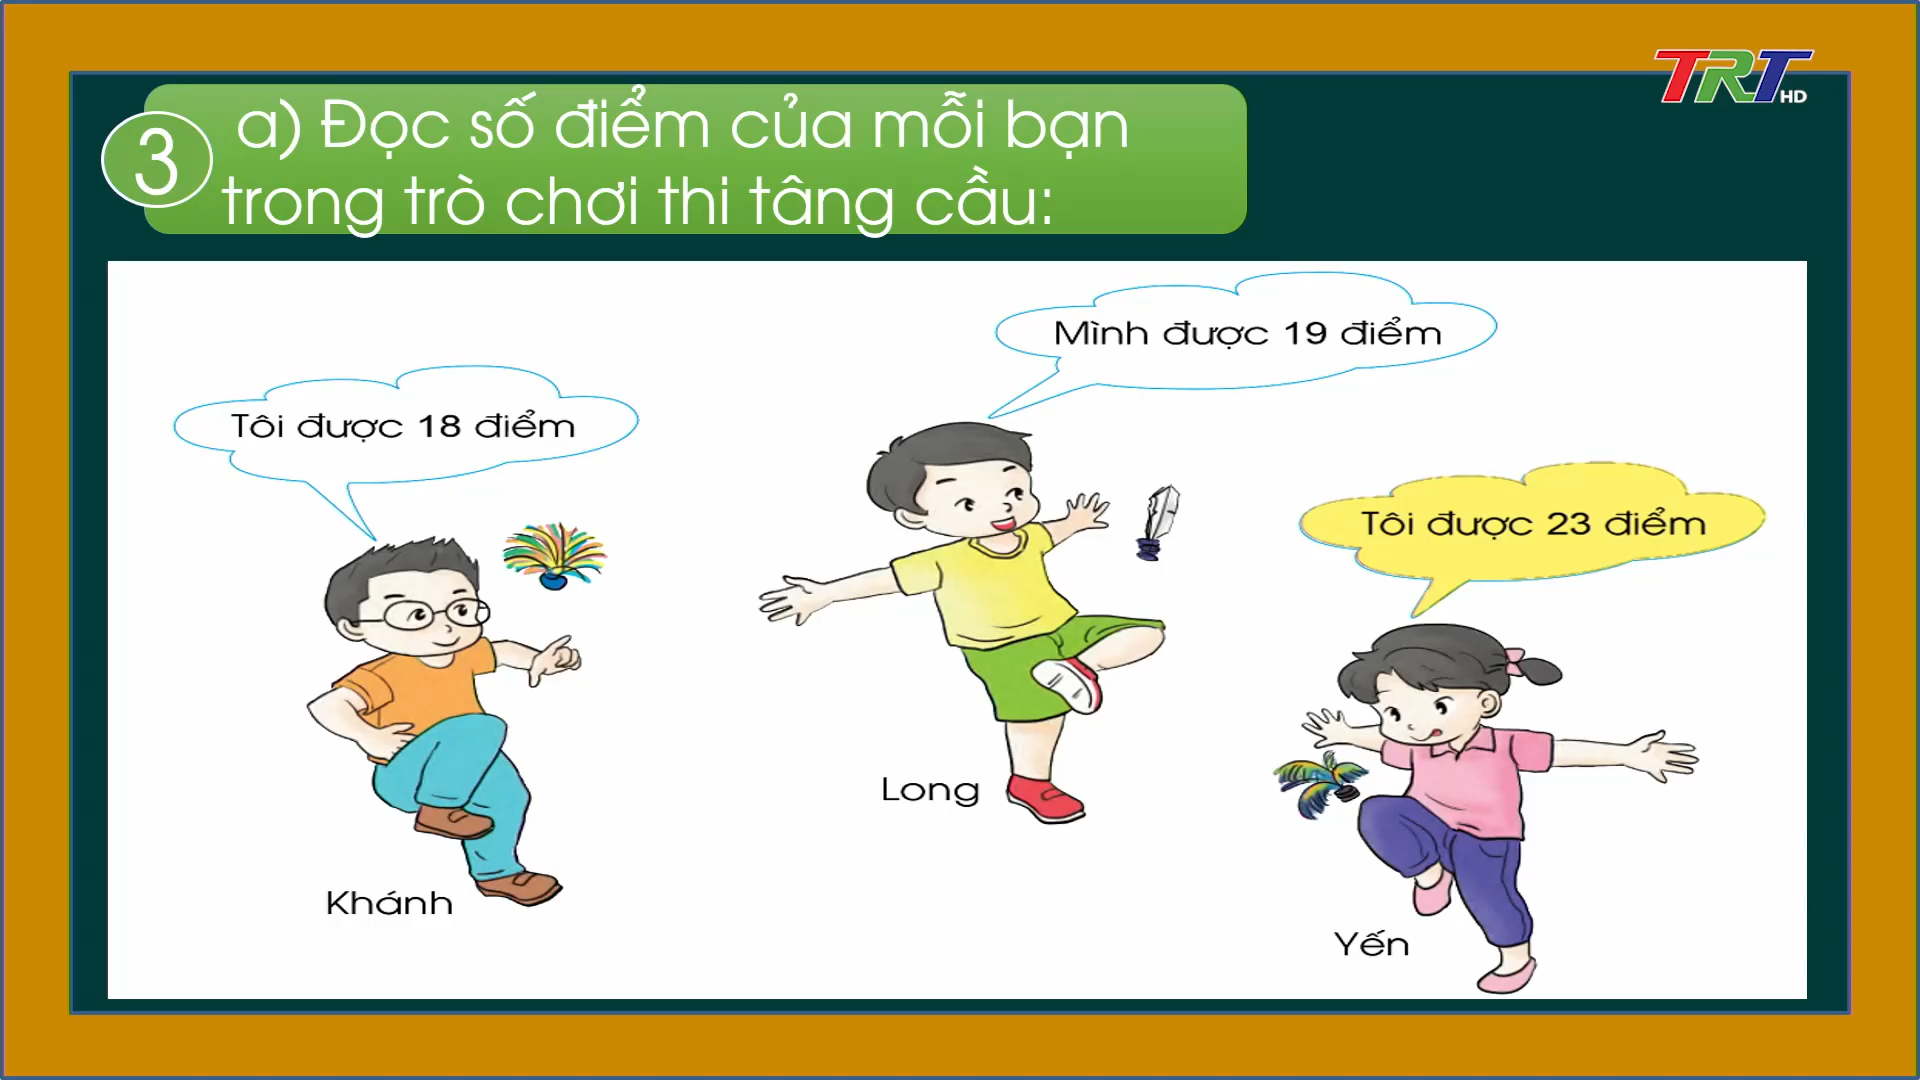 3
a) Đọc số điểm của mỗi bạn
trong trò chơi thi tâng cầu:
TRT HD
Mình được 19 điểm
Tôi được 18 điểm
Tôi được 23 điểm
Long
Khánh
Yến